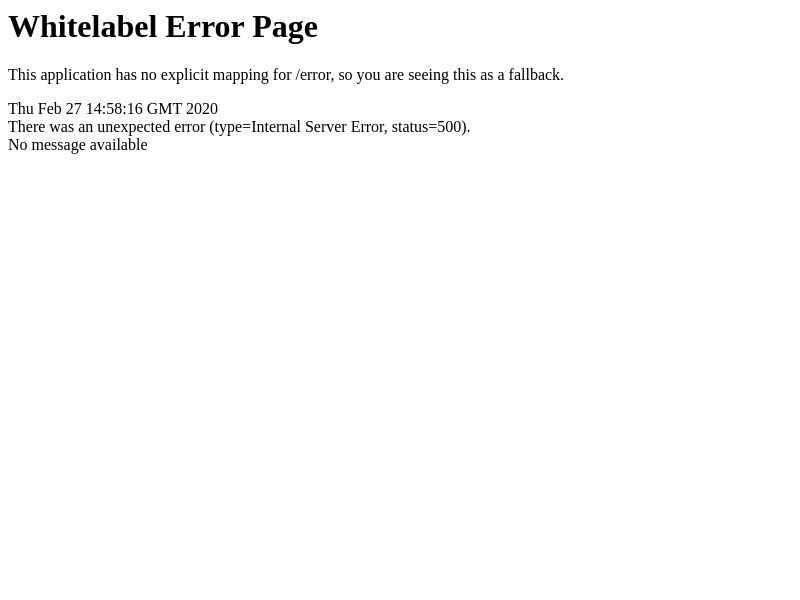 Whitelabel Error Page
This application has no explicit mapping for /error, so you are seeing this as a fallback.
Thu Feb 27 14:58:16 GMT 2020
There was an unexpected error (type=Internal Server Error, status=500).
No message available